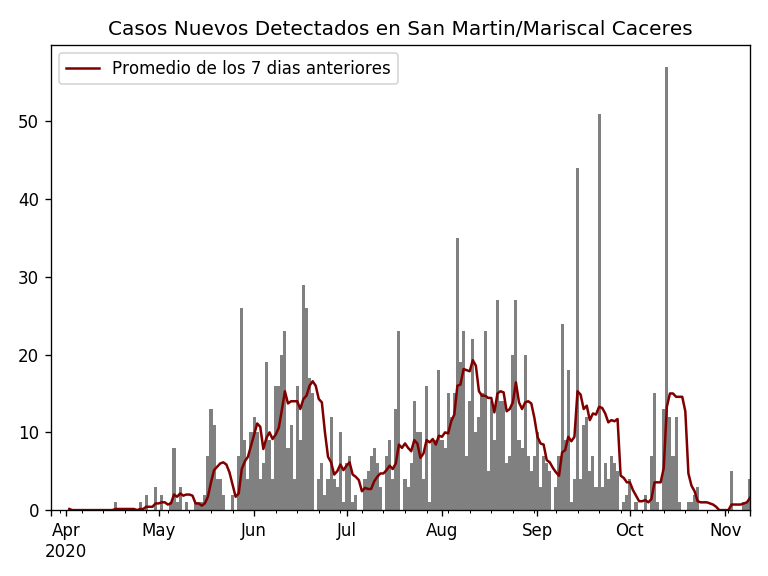 Casos Nuevos Detectados en San Martin/Mariscal Caceres
Promedio de los 7 dias anteriores
50
40
30
20
10
0
Apr May Jun Jul Aug Sep Oct Nov
2020